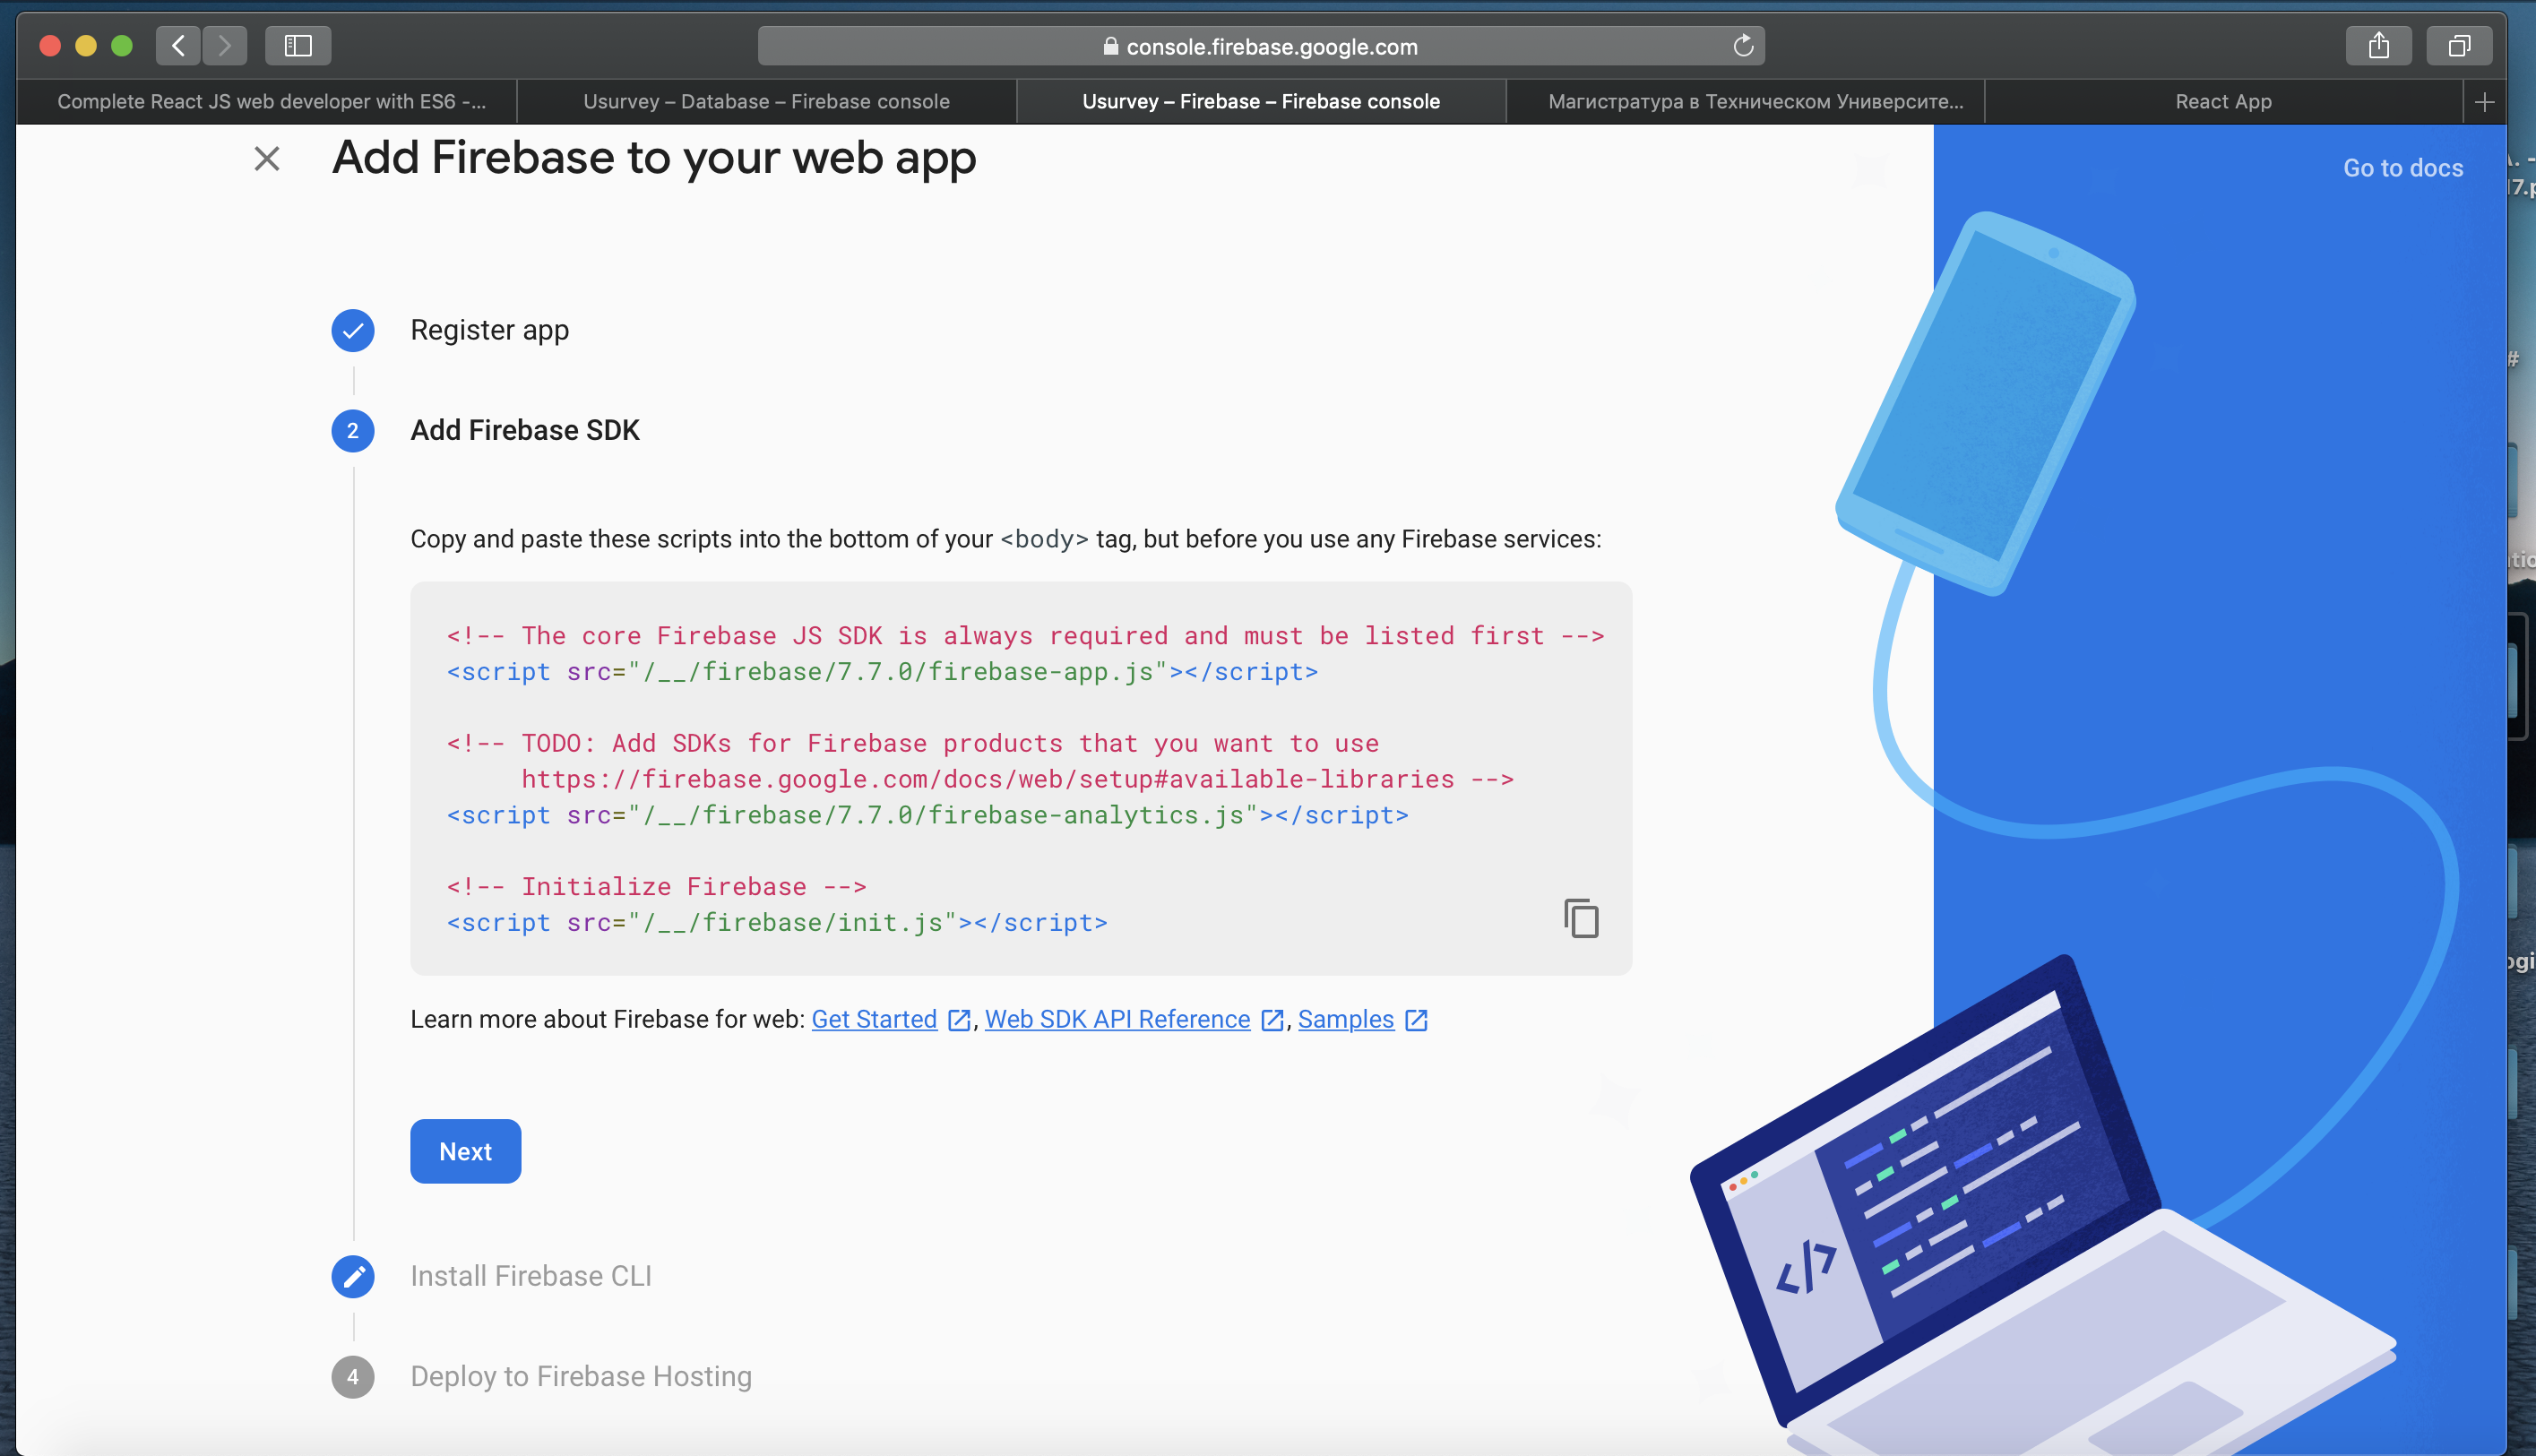 console.firebase.google.com
Complete React JS web developer with ES6 -...
Usurvey – Database – Firebase console
Usurvey – Firebase – Firebase console
Магистратура в Техническом Университе...
React App
Add Firebase to your web app
Go to docs
Register app
2
Add Firebase SDK
Copy and paste these scripts into the bottom of your <body> tag, but before you use any Firebase services:
<!-- The core Firebase JS SDK is always required and must be listed first -->
<script src="/__/firebase/7.7.0/firebase-app.js"></script>
<!-- TODO: Add SDKs for Firebase products that you want to use
https://firebase.google.com/docs/web/setup#available-libraries -->
<script src="/__/firebase/7.7.0/firebase-analytics.js"></script>
<!-- Initialize Firebase -->
<script src="/__/firebase/init.js"></script>
Learn more about Firebase for web: Get Started , Web SDK API Reference , Samples
Next
Install Firebase CLI
4
Deploy to Firebase Hosting
</>